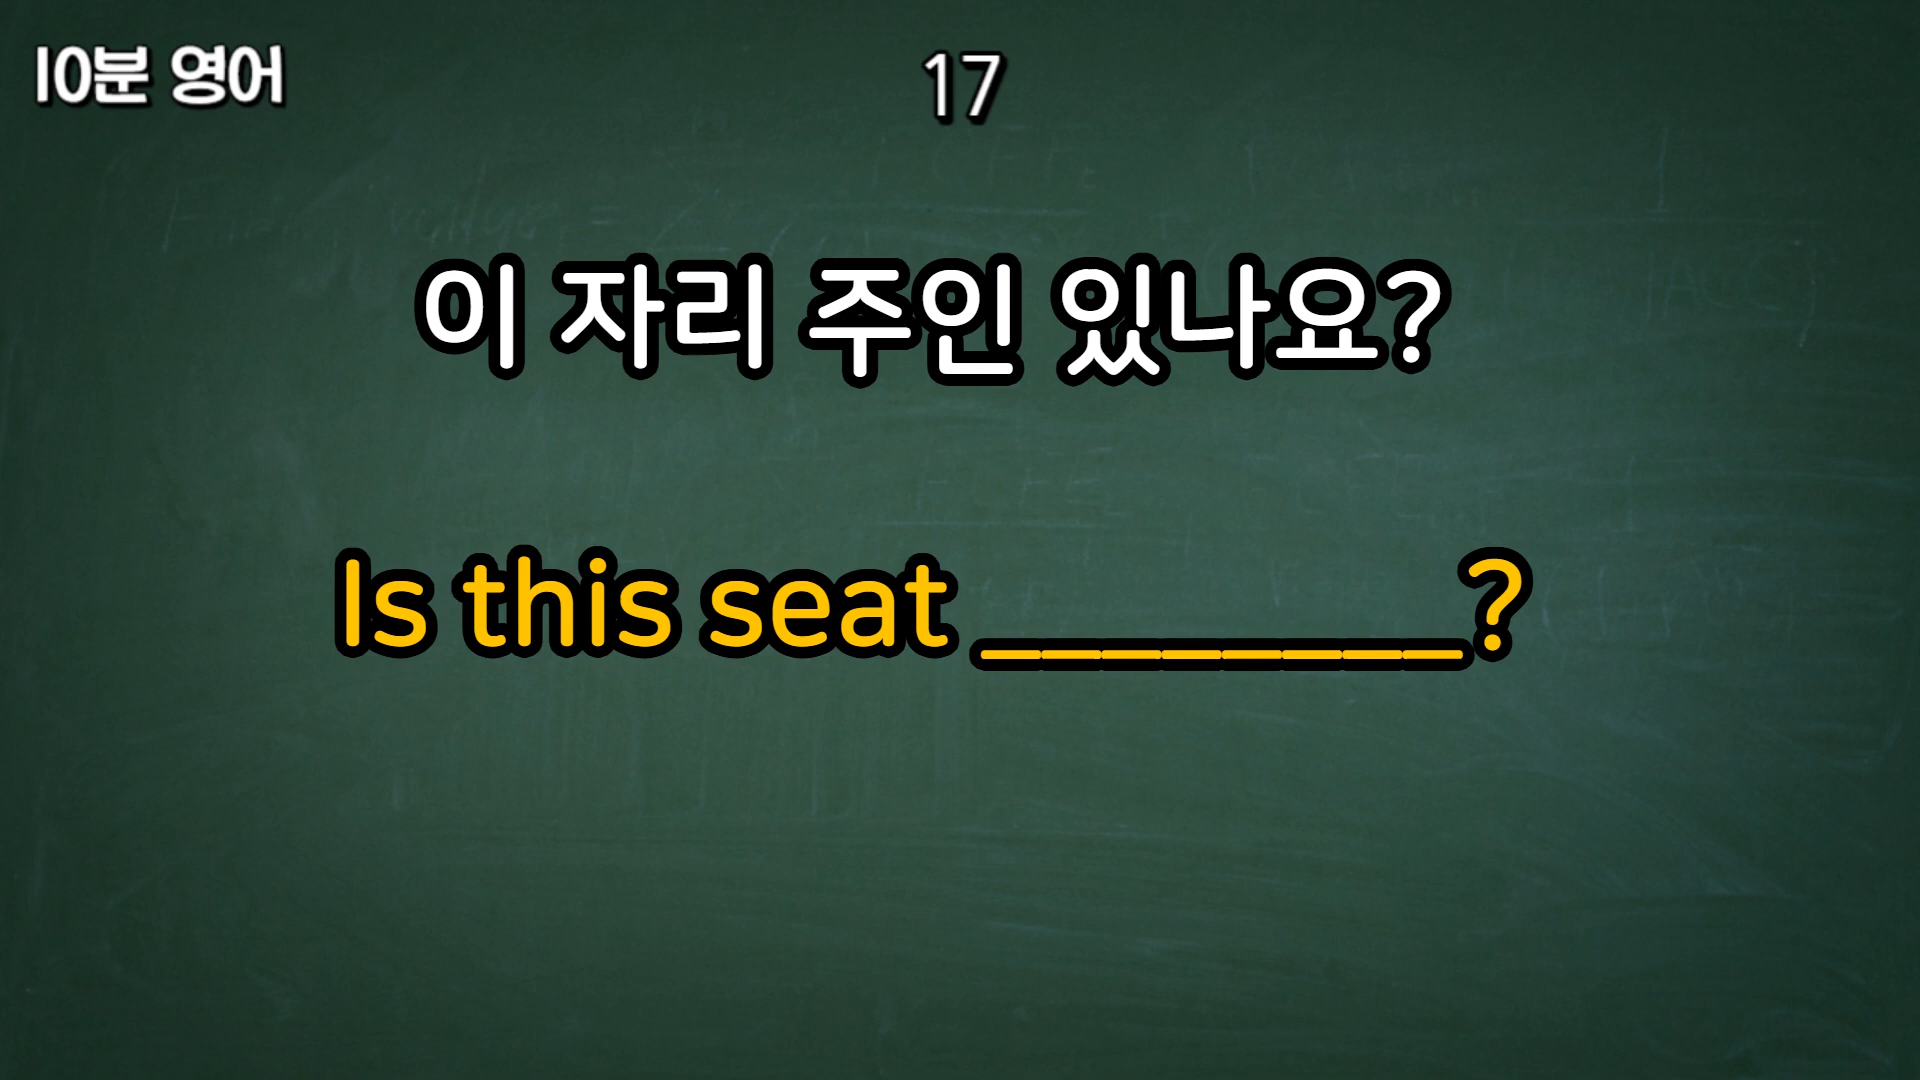 10분 영어
17
이 자리 주인 있나요?
Is this seat ________?